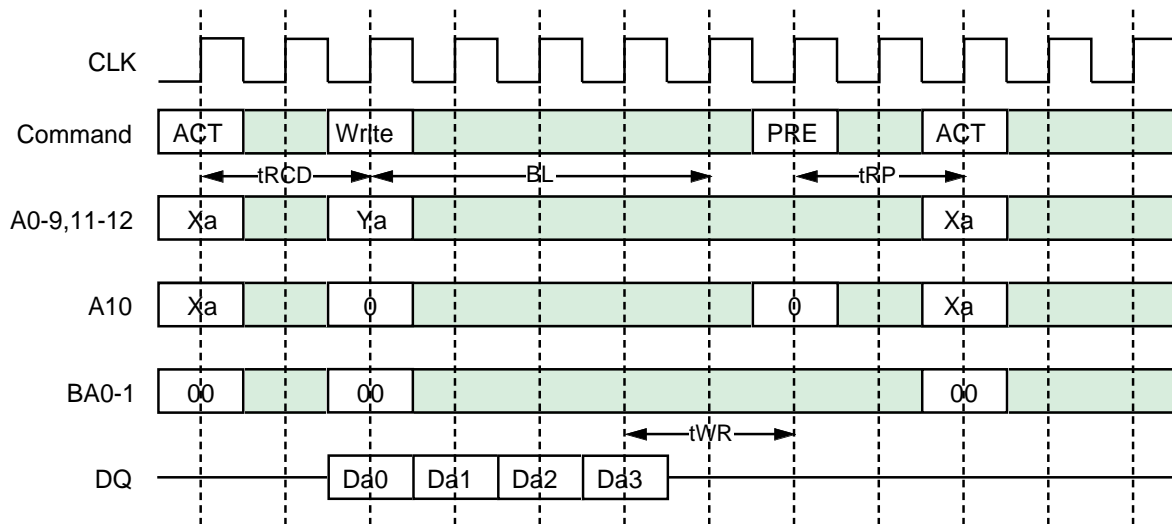 CLK
Command ACT Write PRE ACT
tRCD BL tRP
A0-9,11-12 Xa Ya Xa
A10 Xa 0 0 Xa
BA0-1 00 00 00
tWR
DQ Da0 Da1 Da2 Da3